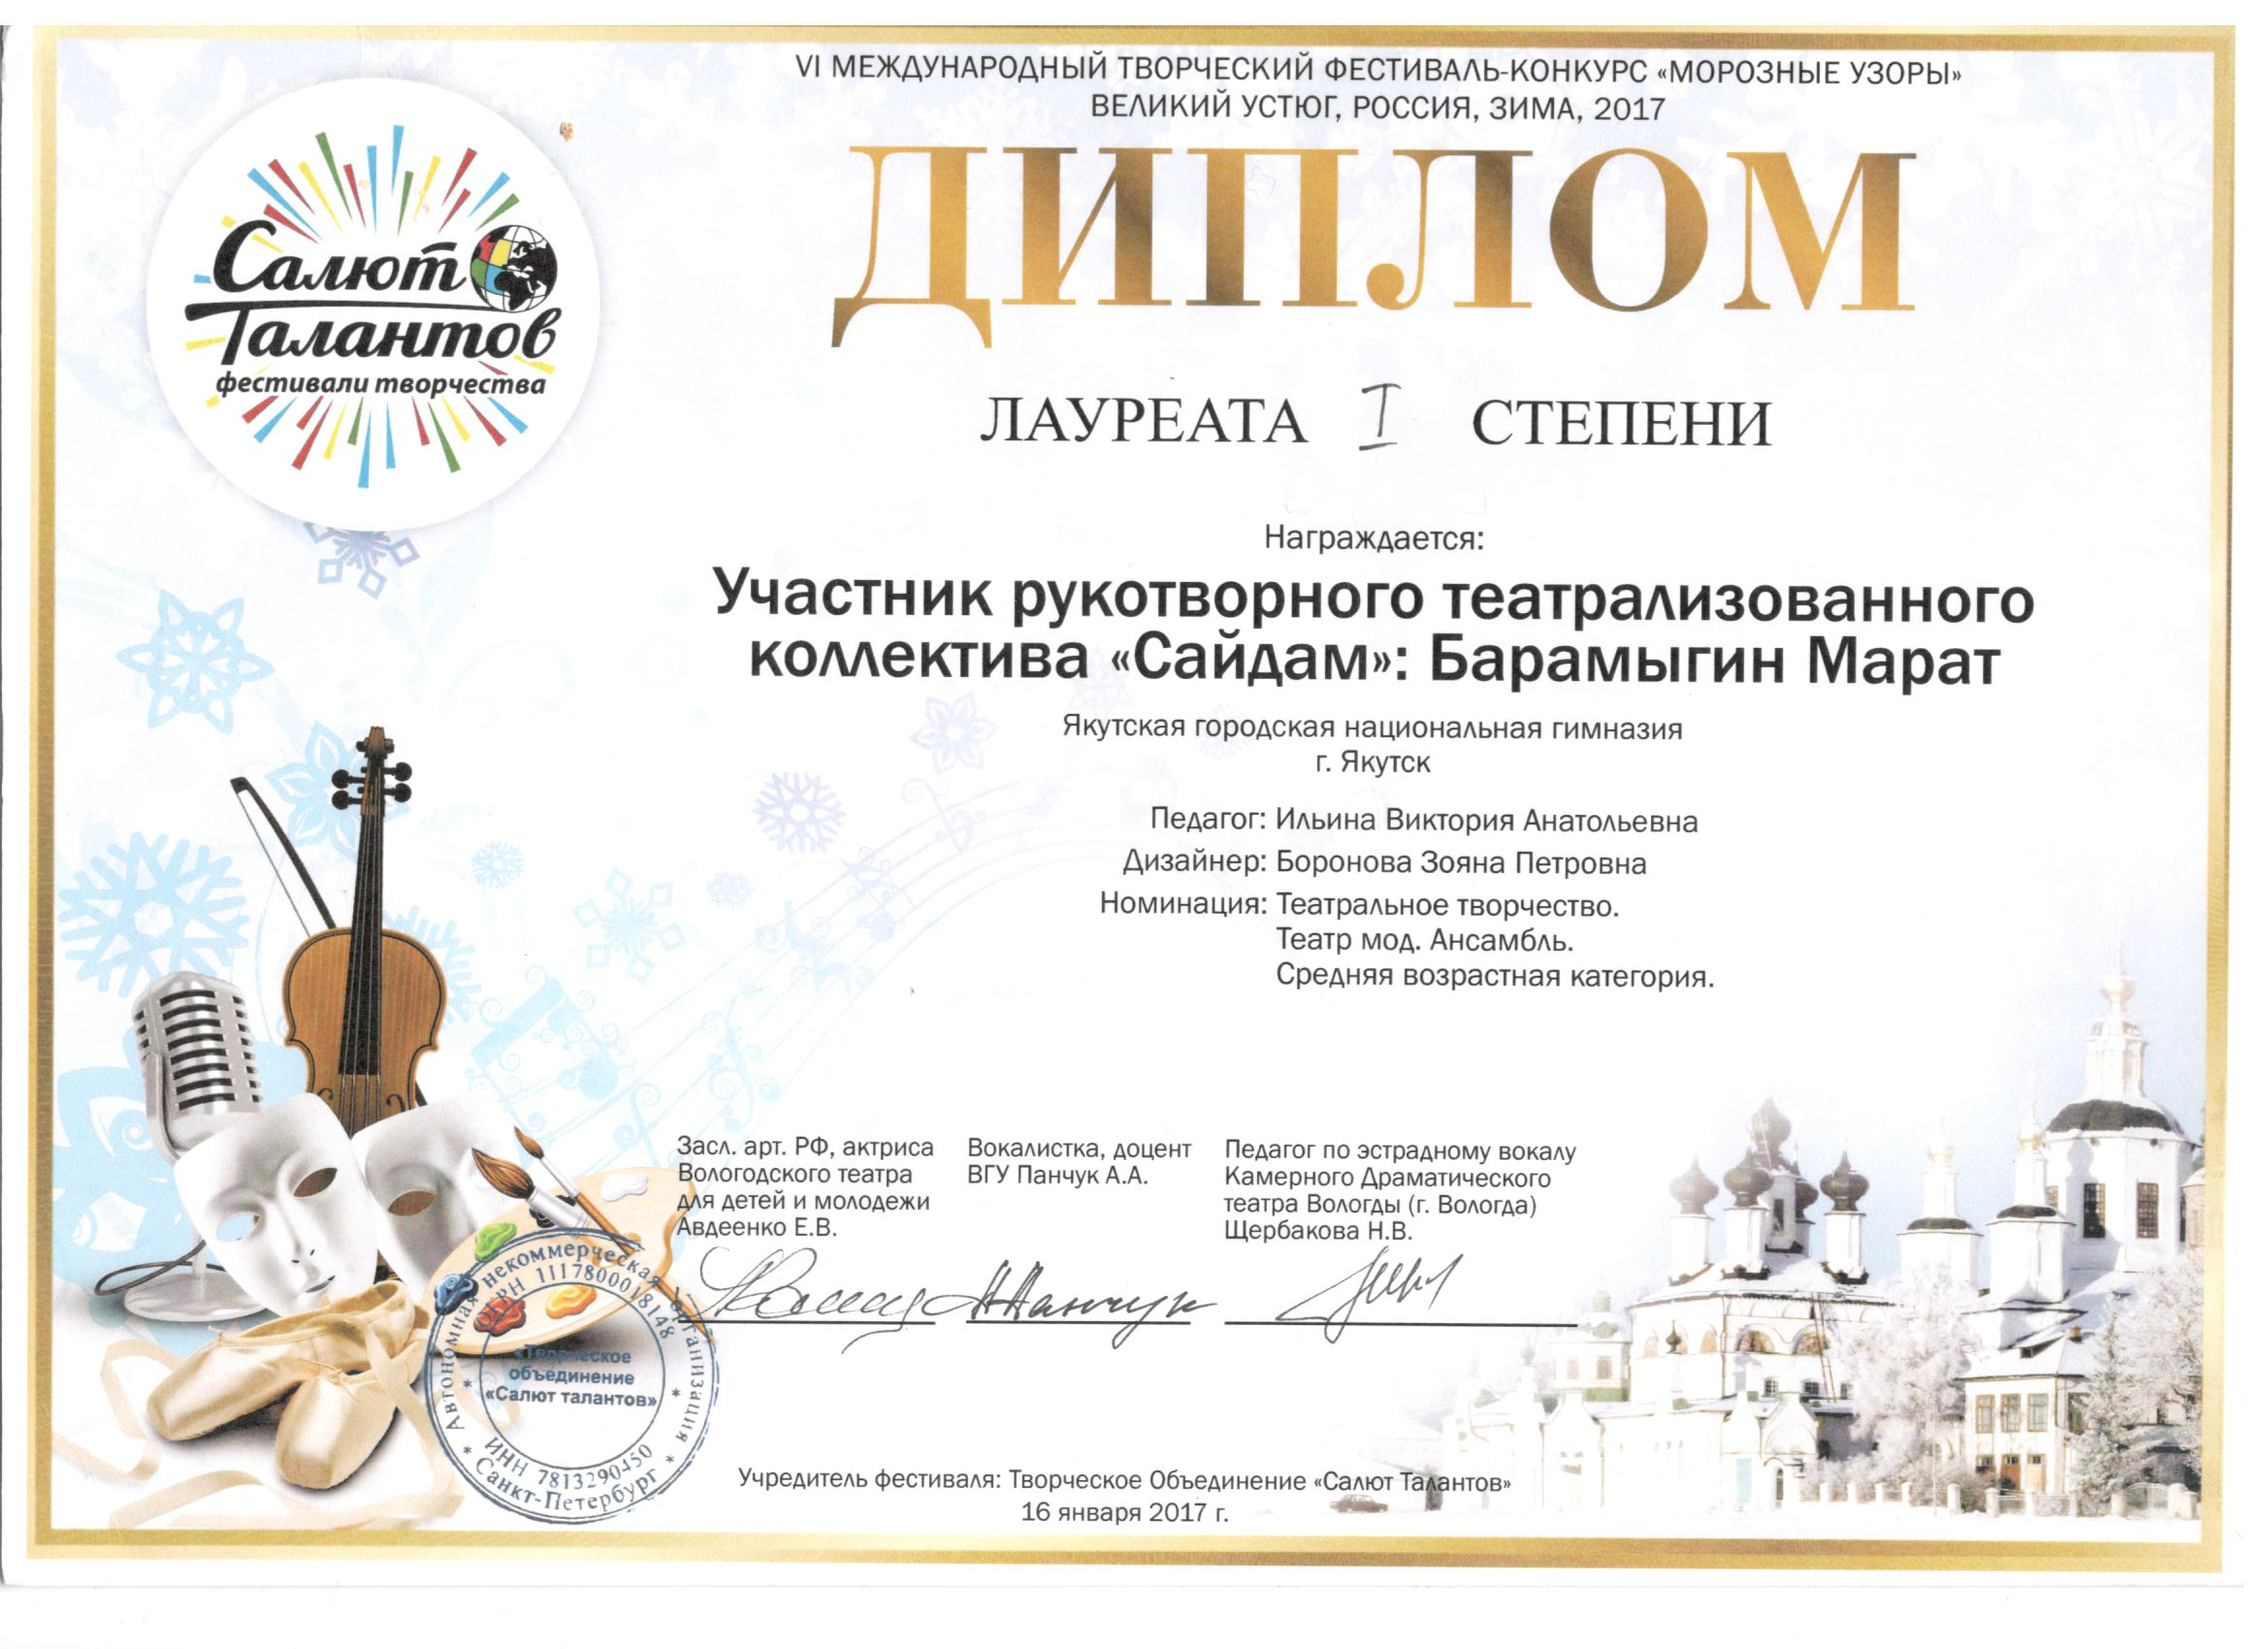 VI МЕЖДУНАРОДНЫЙ ТВОРЧЕСКИЙ ФЕСТИВАЛЬ-КОНКУРС «МОРОЗНЫЕ УЗОРЫ»
ВЕЛИКИЙ УСТЮГ, РОССИЯ, ЗИМА, 2017
ДИПЛОМ
Салют
Талантов
фестивали творчества
ЛАУРЕАТА I СТЕПЕНИ
Награждается:
Участник рукотворного театрализованного
коллектива «Сайдам»: Барамыгин Марат
Якутская городская национальная гимназия
г. Якутск
Педагог: Ильина Виктория Анатольевна
Дизайнер: Боронова Зояна Петровна
Номинация: Театральное творчество.
Театр мод. Ансамбль.
Средняя возрастная категория.
Засл. арт. РФ, актриса
Вологодского театра
для детей и молодежи
Авдеенко Е.В.
Вокалистка, доцент
ВГУ Панчук А.А.
Педагог по эстрадному вокалу
Камерного Драматического
театра Вологды (г. Вологда)
Щербакова Н.В.
Автономная некоммерческая организация
ОГРН 1117800018148
«Творческое
объединение
«Салют талантов»
ИНН 7813290450
Санкт-Петербург
Учредитель фестиваля: Творческое Объединение «Салют Талантов»
16 января 2017 г.